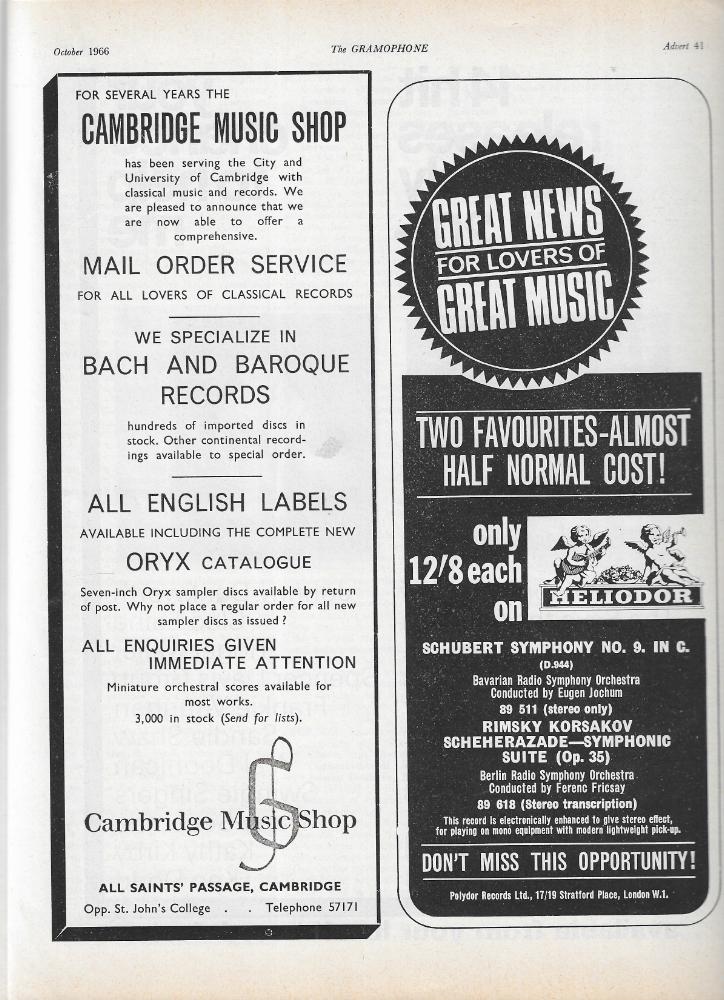 October 1966
The GRAMOPHONE
Advert 41
FOR SEVERAL YEARS THE
CAMBRIDGE MUSIC SHOP
has been serving the City and
University of Cambridge with
classical music and records. We
are pleased to announce that we
are now able to offer a
comprehensive.
MAIL ORDER SERVICE
FOR ALL LOVERS OF CLASSICAL RECORDS
WE SPECIALIZE IN
BACH AND BAROQUE
RECORDS
hundreds of imported discs in
stock. Other continental record-
ings available to special order.
ALL ENGLISH LABELS
AVAILABLE INCLUDING THE COMPLETE NEW
ORYX CATALOGUE
Seven-inch Oryx sampler discs available by return
of post. Why not place a regular order for all new
sampler discs as issued ?
ALL ENQUIRIES GIVEN
IMMEDIATE ATTENTION
Miniature orchestral scores available for
most works.
3,000 in stock (Send for lists).
Cambridge Music Shop
ALL SAINTS' PASSAGE, CAMBRIDGE
Opp. St. John's College . . Telephone 57171
GREAT NEWS
FOR LOVERS OF
GREAT MUSIC
TWO FAVOURITES-ALMOST
HALF NORMAL COST!
only
12/8 each
on
HELIODOR
SCHUBERT SYMPHONY NO. 9. IN C.
(D.944)
Bavarian Radio Symphony Orchestra
Conducted by Eugen Jochum
89 511 (stereo only)
RIMSKY KORSAKOV
SCHEHERAZADE—SYMPHONIC
SUITE (Op. 35)
Berlin Radio Symphony Orchestra
Conducted by Ferenc Fricsay
89 618 (Stereo transcription)
This record is electronically enhanced to give stereo effect,
for playing on mono equipment with modern lightweight pick-up.
DON'T MISS THIS OPPORTUNITY!
Polydor Records Ltd., 17/19 Stratford Place, London W.1.